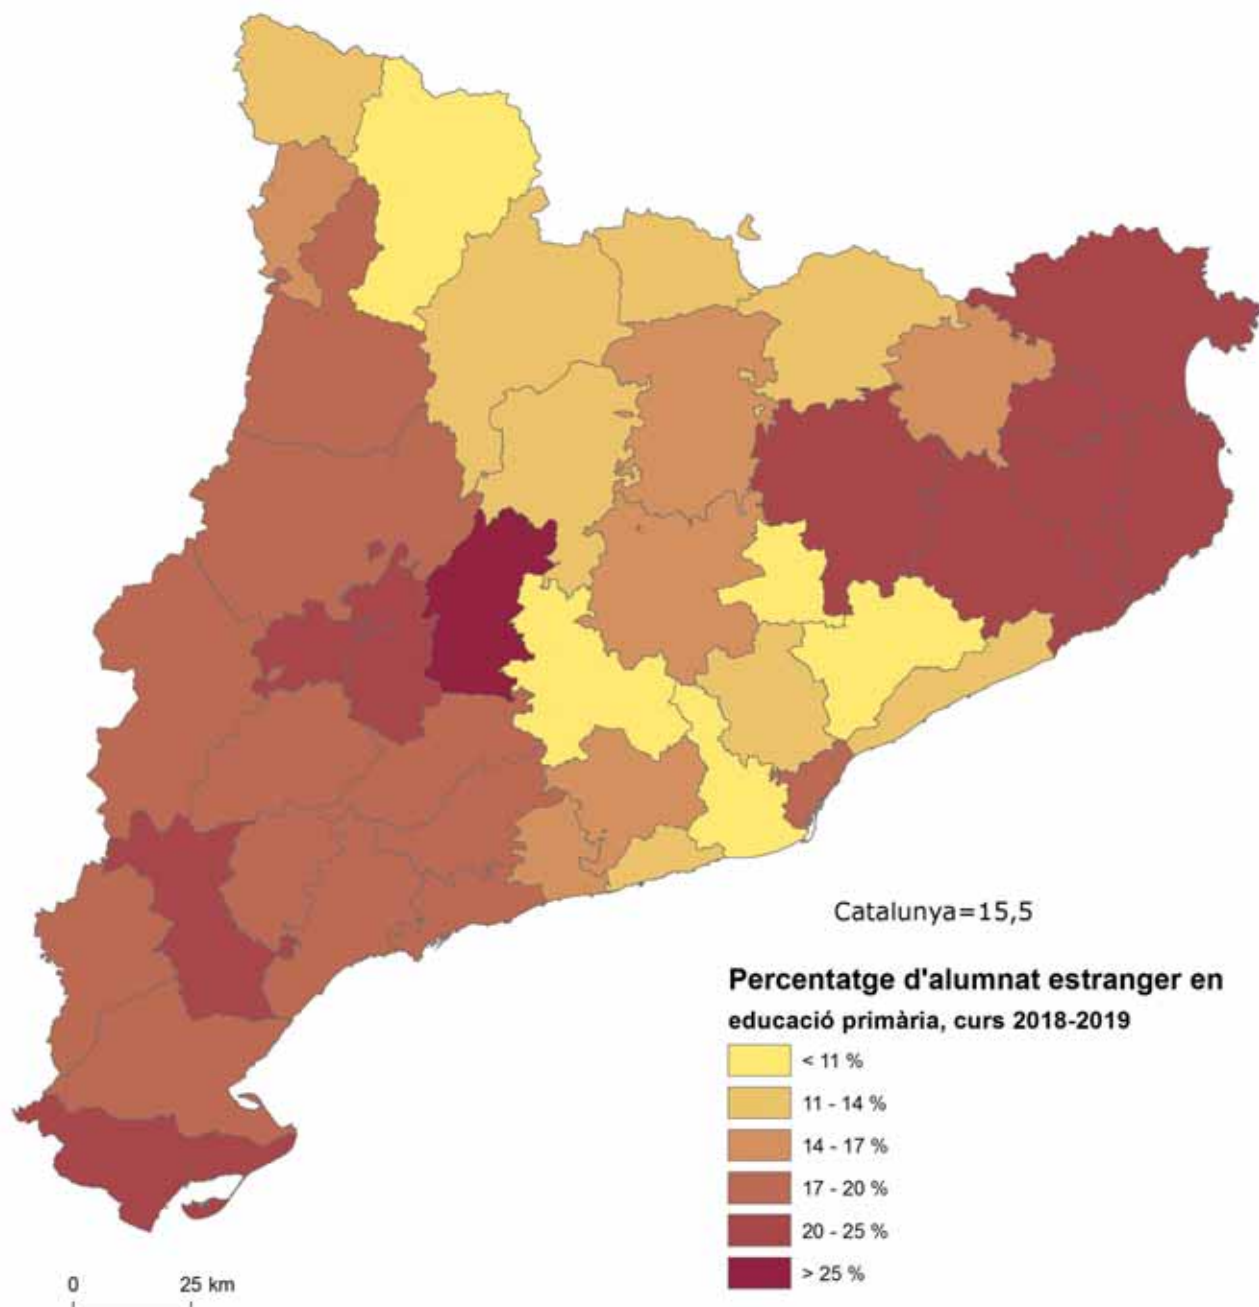 Catalunya=15,5
Percentatge d'alumnat estranger en
educació primària, curs 2018-2019
< 11 %
11 - 14 %
14 - 17 %
17 - 20 %
20 - 25 %
> 25 %
0 25 km